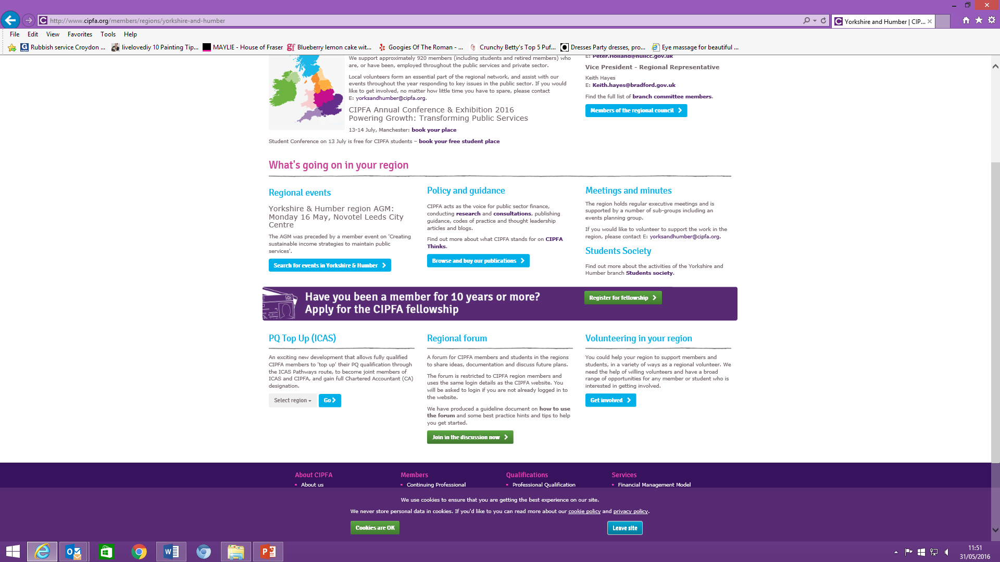 http://www.cipfa.org/members/regions/yorkshire-and-humber
Yorkshire and Humber | CIP...
File Edit View Favorites Tools Help
Rubbish service Croydon ... livelovediy 10 Painting Tip... MAYLIE - House of Fraser Blueberry lemon cake wit... Googies Of The Roman - ... Crunchy Betty's Top 5 Puf... Dresses Party dresses, pro... Eye massage for beautiful ...
We support approximately 920 members (including students and retired members) who
are, or have been, employed throughout the public services and private sector.
Local volunteers form an essential part of the regional network, and assist with our
events throughout the year responding to key issues in the public sector. If you would
like to get involved, no matter how little time you have to spare, please contact
E: yorksandhumber@cipfa.org.
CIPFA Annual Conference & Exhibition 2016
Powering Growth: Transforming Public Services
13-14 July, Manchester: book your place
Student Conference on 13 July is free for CIPFA students – book your free student place
E: Peter.Holland@hullcc.gov.uk
Vice President - Regional Representative
Keith Hayes
E: Keith.hayes@bradford.gov.uk
Find the full list of branch committee members.
Members of the regional council
What's going on in your region
Regional events
Yorkshire & Humber region AGM:
Monday 16 May, Novotel Leeds City
Centre
The AGM was preceded by a member event on 'Creating
sustainable income strategies to maintain public
services'.
Search for events in Yorkshire & Humber
Policy and guidance
CIPFA acts as the voice for public sector finance,
conducting research and consultations, publishing
guidance, codes of practice and thought leadership
articles and blogs.
Find out more about what CIPFA stands for on CIPFA
Thinks.
Browse and buy our publications
Meetings and minutes
The region holds regular executive meetings and is
supported by a number of sub-groups including an
events planning group.
If you would like to volunteer to support the work in the
region, please contact E: yorksandhumber@cipfa.org.
Students Society
Find out more about the activities of the Yorkshire and
Humber branch Students society.
Have you been a member for 10 years or more?
Apply for the CIPFA fellowship
Register for fellowship
PQ Top Up (ICAS)
An exciting new development that allows fully qualified
CIPFA members to 'top up' their PQ qualification through
the ICAS Pathways route, to become joint members of
ICAS and CIPFA, and gain full Chartered Accountant (CA)
designation.
Select region Go
Regional forum
A forum for CIPFA members and students in the regions
to share ideas, documentation and discuss future plans.
The forum is restricted to CIPFA region members and
uses the same login details as the CIPFA website. You
will be asked to login if you are not already logged in to
the website.
We have produced a guideline document on how to use
the forum and some best practice hints and tips to help
you get started.
Join in the discussion now
Volunteering in your region
You could help your region to support members and
students, in a variety of ways as a regional volunteer. We
need the help of willing volunteers and have a broad
range of opportunities for any member or student who is
interested in getting involved.
Get involved
About CIPFA Members Qualifications Services
About us Continuing Professional Professional Qualification Financial Management Model
We use cookies to ensure that you are getting the best experience on our site.
We never store personal data in cookies. If you'd like to you can read more about our cookie policy and privacy policy.
Cookies are OK Leave site
11:51
31/05/2016